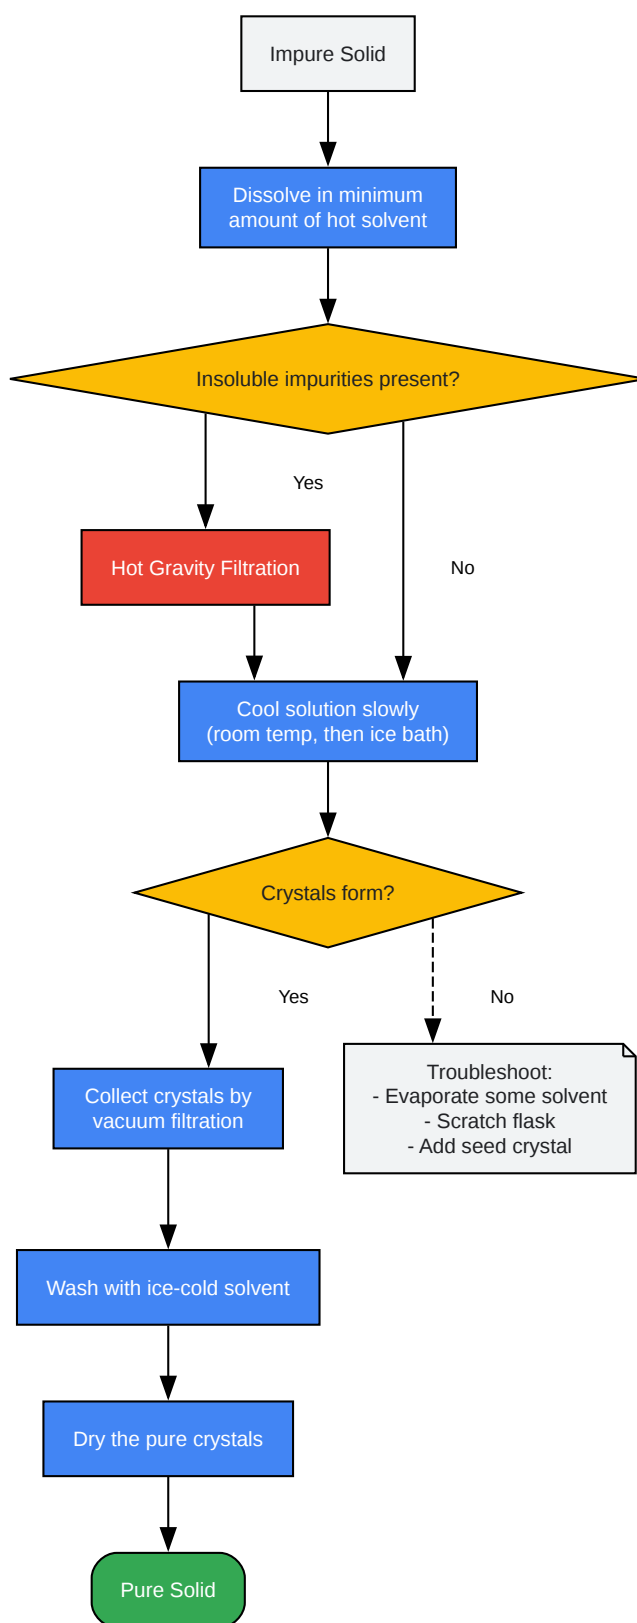 Impure Solid
Dissolve in minimum
amount of hot solvent
Insoluble impurities present?
Yes
Hot Gravity Filtration
No
Cool solution slowly
(room temp, then ice bath)
Crystals form?
Yes
No
Collect crystals by
vacuum filtration
Troubleshoot:
- Evaporate some solvent
- Scratch flask
- Add seed crystal
Wash with ice-cold solvent
Dry the pure crystals
Pure Solid